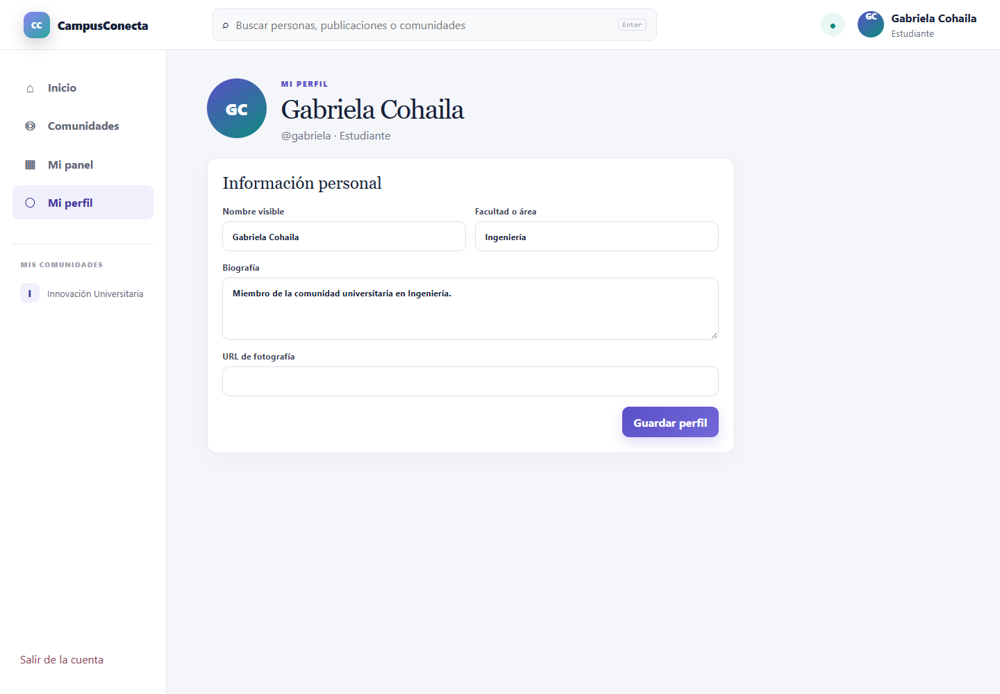 CC CampusConecta
Buscar personas, publicaciones o comunidades
Enter
GC
Gabriela Cohaila
Estudiante
Inicio
Comunidades
Mi panel
Mi perfil
MIS COMUNIDADES
I Innovación Universitaria
Salir de la cuenta
GC
MI PERFIL
Gabriela Cohaila
@gabriela · Estudiante
Información personal
Nombre visible
Gabriela Cohaila
Facultad o área
Ingeniería
Biografía
Miembro de la comunidad universitaria en Ingeniería.
URL de fotografía
Guardar perfil